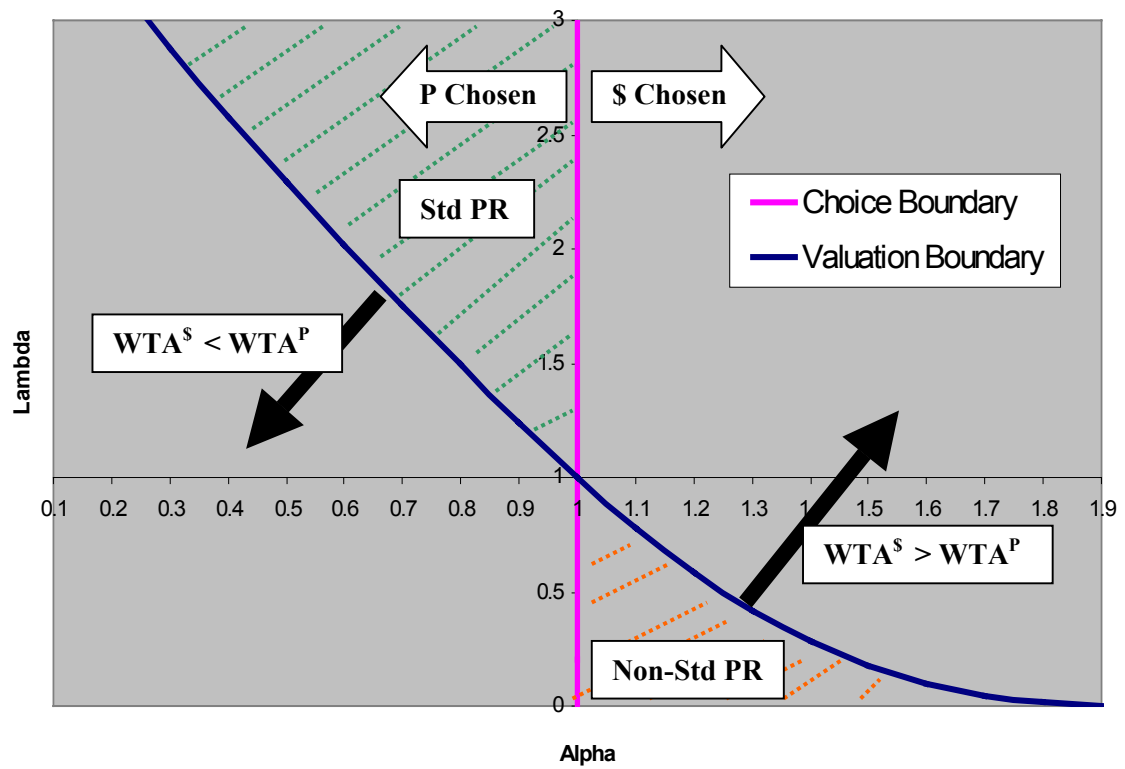 3
P Chosen
$ Chosen
2.5
Std PR
Choice Boundary
Valuation Boundary
2
WTA$ < WTAP
1.5
Lambda
1
0.1 0.2 0.3 0.4 0.5 0.6 0.7 0.8 0.9 1 1.1 1.2 1.3 1.4 1.5 1.6 1.7 1.8 1.9
WTA$ > WTAP
0.5
Non-Std PR
0
Alpha